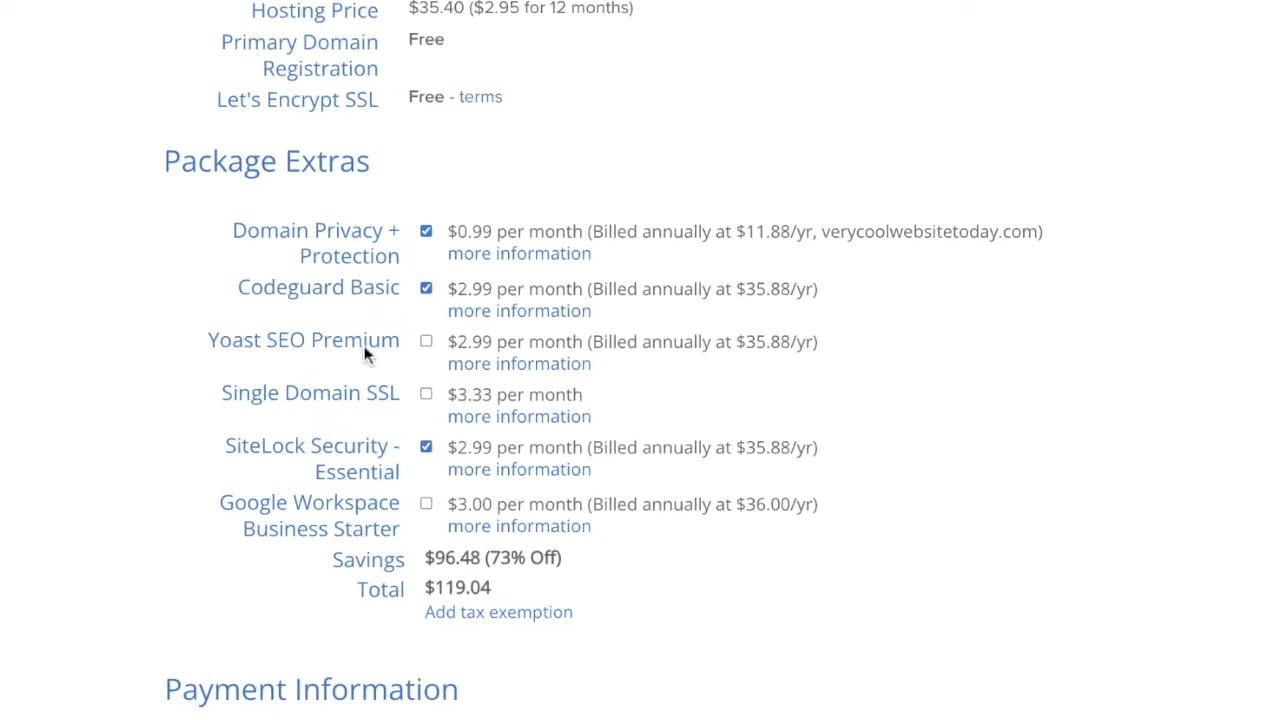 Hosting Price $35.40 ($2.95 for 12 months)
Primary Domain Free
Registration
Let's Encrypt SSL Free - terms
Package Extras
Domain Privacy + $0.99 per month (Billed annually at $11.88/yr, verycoolwebsitetoday.com)
Protection more information
Codeguard Basic $2.99 per month (Billed annually at $35.88/yr)
more information
Yoast SEO Premium $2.99 per month (Billed annually at $35.88/yr)
more information
Single Domain SSL $3.33 per month
more information
SiteLock Security - $2.99 per month (Billed annually at $35.88/yr)
Essential more information
Google Workspace $3.00 per month (Billed annually at $36.00/yr)
Business Starter more information
Savings $96.48 (73% Off)
Total $119.04
Add tax exemption
Payment Information